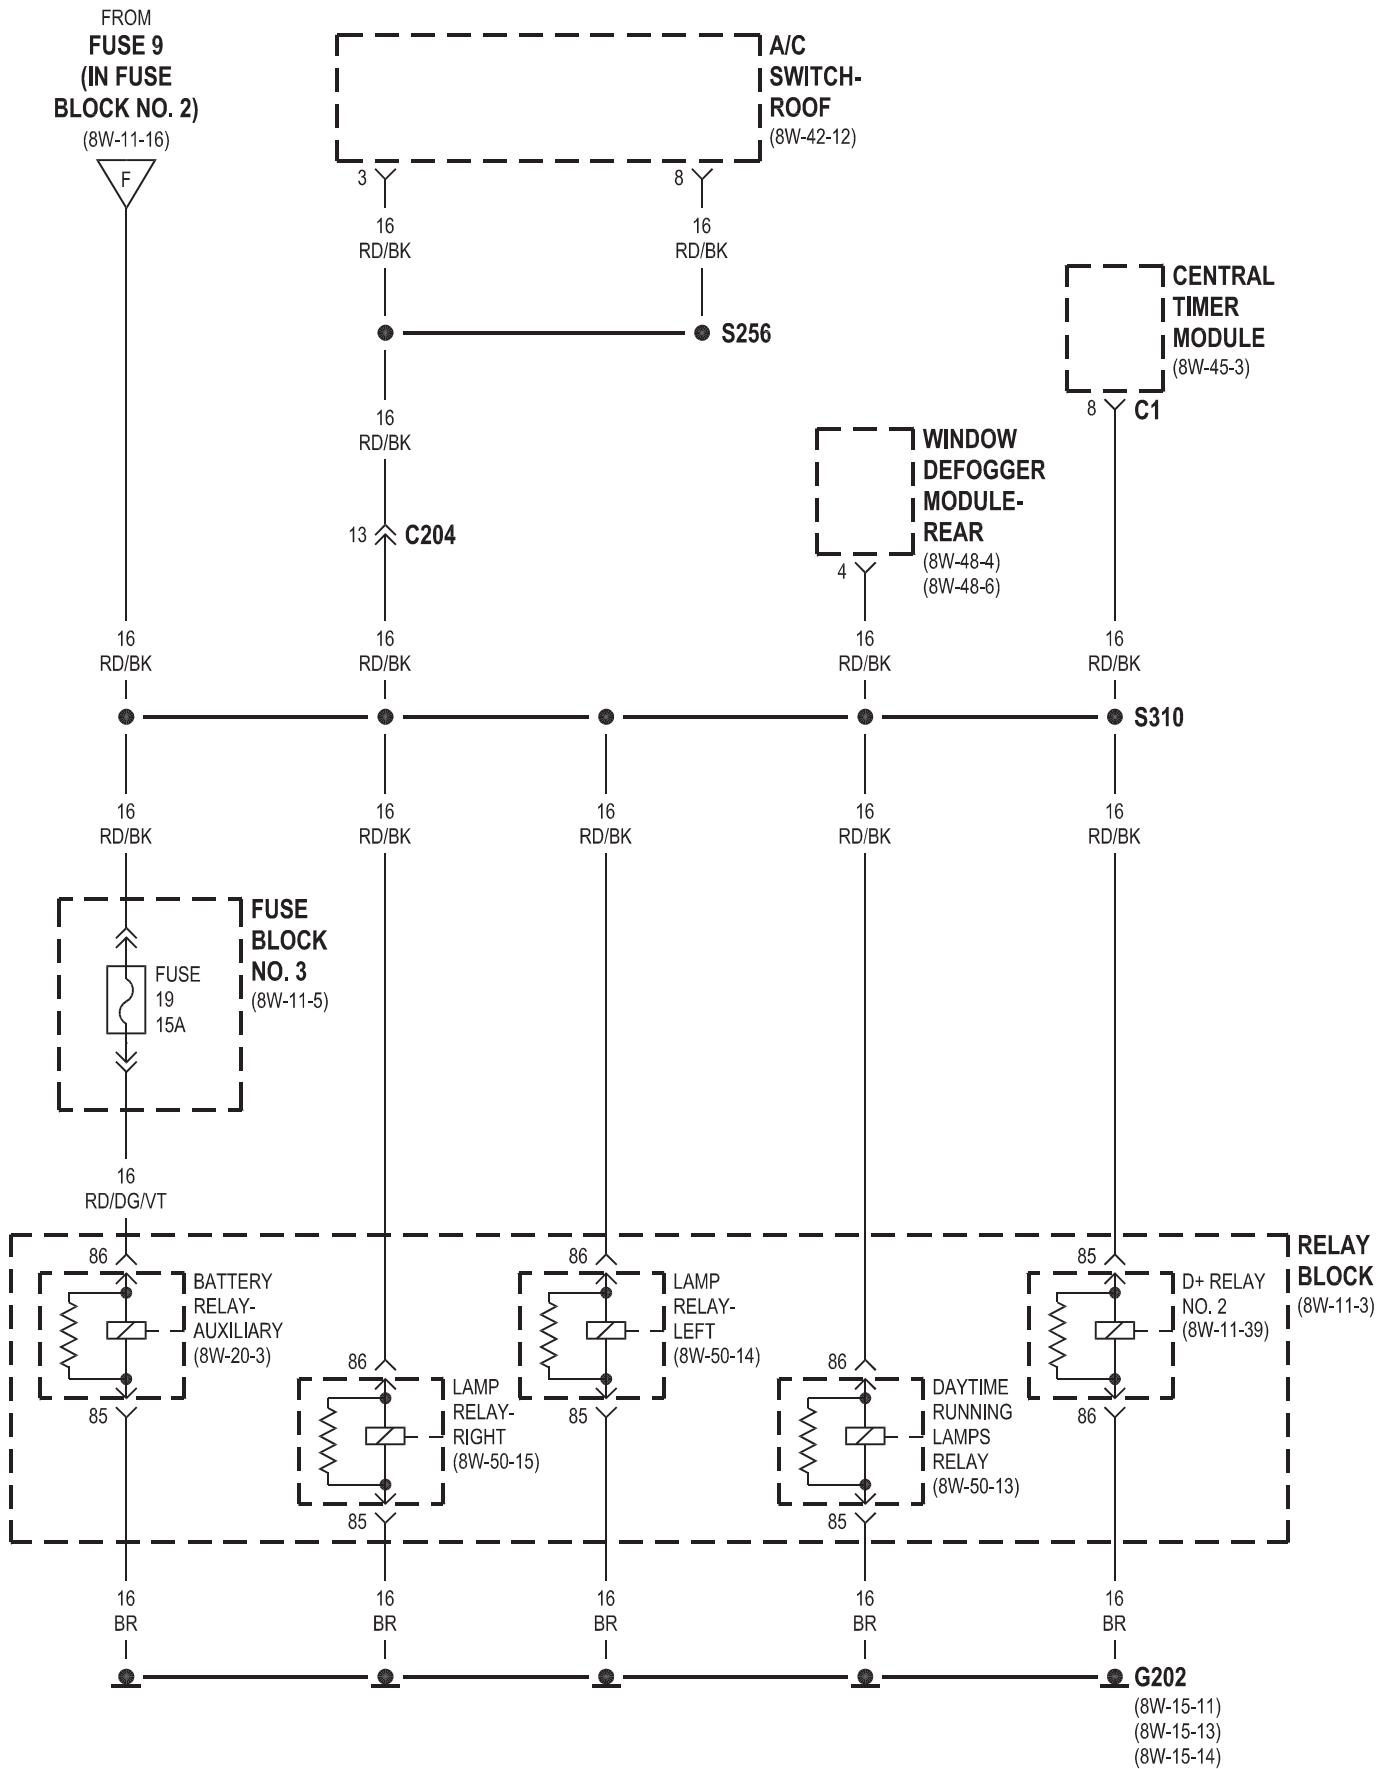 FROM
FUSE 9
(IN FUSE
BLOCK NO. 2)
(8W-11-16)
F
A/C
SWITCH-
ROOF
(8W-42-12)
3
8
16
RD/BK
16
RD/BK
S256
CENTRAL
TIMER
MODULE
(8W-45-3)
8
C1
16
RD/BK
WINDOW
DEFOGGER
MODULE-
REAR
(8W-48-4)
(8W-48-6)
4
13
C204
16
RD/BK
16
RD/BK
16
RD/BK
16
RD/BK
S310
16
RD/BK
16
RD/BK
16
RD/BK
16
RD/BK
16
RD/BK
FUSE
BLOCK
NO. 3
(8W-11-5)
FUSE
19
15A
16
RD/DG/VT
RELAY
BLOCK
(8W-11-3)
86
BATTERY
RELAY-
AUXILIARY
(8W-20-3)
85
86
LAMP
RELAY-
RIGHT
(8W-50-15)
85
86
LAMP
RELAY-
LEFT
(8W-50-14)
85
86
DAYTIME
RUNNING
LAMPS
RELAY
(8W-50-13)
85
85
D+ RELAY
NO. 2
(8W-11-39)
86
16
BR
16
BR
16
BR
16
BR
16
BR
G202
(8W-15-11)
(8W-15-13)
(8W-15-14)